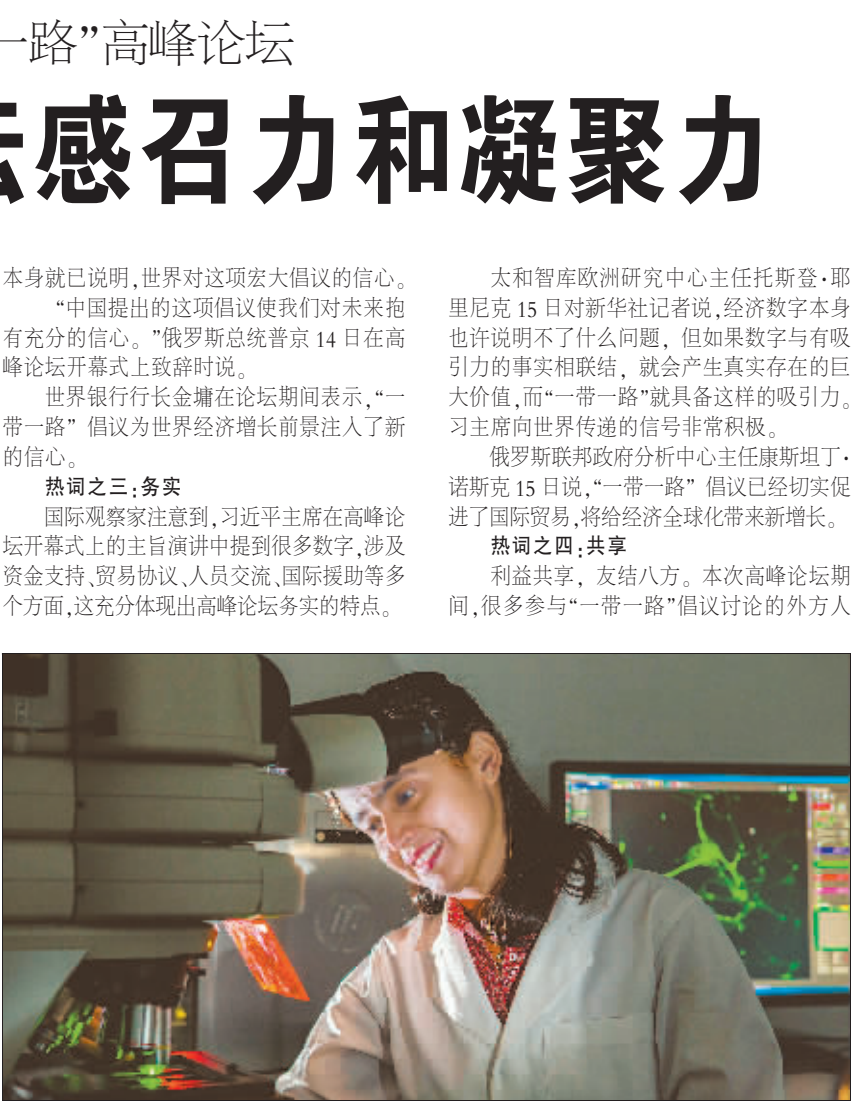 一路”高峰论坛
坛感召力和凝聚力
本身就已说明,世界对这项宏大倡议的信心。
“中国提出的这项倡议使我们对未来抱
有充分的信心。”俄罗斯总统普京 14 日在高
峰论坛开幕式上致辞时说。
世界银行行长金墉在论坛期间表示,“一
带一路” 倡议为世界经济增长前景注入了新
的信心。
热词之三:务实
国际观察家注意到,习近平主席在高峰论
坛开幕式上的主旨演讲中提到很多数字,涉及
资金支持、贸易协议、人员交流、国际援助等多
个方面,这充分体现出高峰论坛务实的特点。
太和智库欧洲研究中心主任托斯登·耶
里尼克 15 日对新华社记者说,经济数字本身
也许说明不了什么问题, 但如果数字与有吸
引力的事实相联结, 就会产生真实存在的巨
大价值,而“一带一路”就具备这样的吸引力。
习主席向世界传递的信号非常积极。
俄罗斯联邦政府分析中心主任康斯坦丁·
诺斯克 15 日说,“一带一路” 倡议已经切实促
进了国际贸易,将给经济全球化带来新增长。
热词之四:共享
利益共享, 友结八方。本次高峰论坛期
间,很多参与“一带一路”倡议讨论的外方人